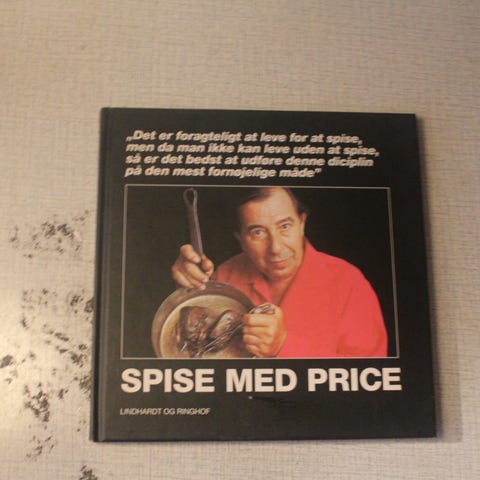 „Det er foragteligt at leve for at spise,
men da man ikke kan leve uden at spise,
så er det bedst at udføre denne diciplin
på den mest fornøjelige måde”
SPISE MED PRICE
LINDHARDT OG RINGHOF